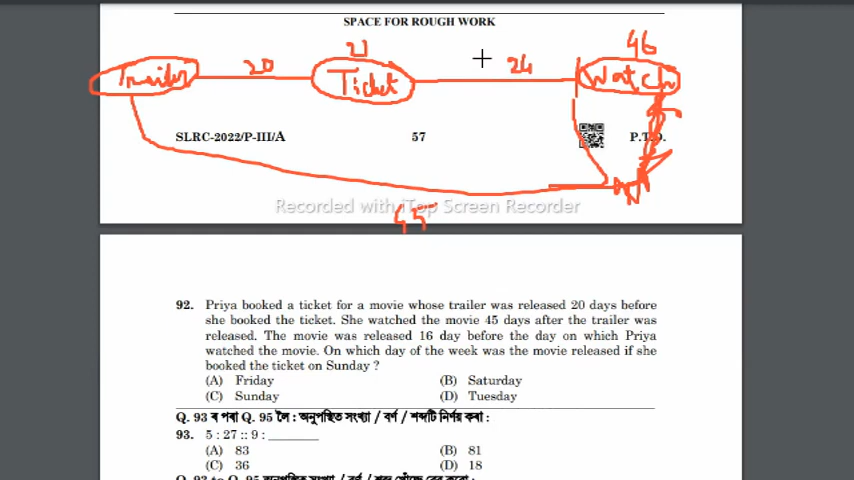 SPACE FOR ROUGH WORK
21
46
20
24
Trailer
Ticket
Watch
SLRC-2022/P-III/A 57 P.T.O.
Recorded with iTop Screen Recorder
45
92. Priya booked a ticket for a movie whose trailer was released 20 days before
she booked the ticket. She watched the movie 45 days after the trailer was
released. The movie was released 16 day before the day on which Priya
watched the movie. On which day of the week was the movie released if she
booked the ticket on Sunday ?
(A) Friday (B) Saturday
(C) Sunday (D) Tuesday
Q. 93 ৰ পৰা Q. 95 লৈ : অনুপস্থিত সংখ্যা / বৰ্ণ / শব্দটি নিৰ্ণয় কৰা :
93. 5 : 27 :: 9 : ________
(A) 83 (B) 81
(C) 36 (D) 18